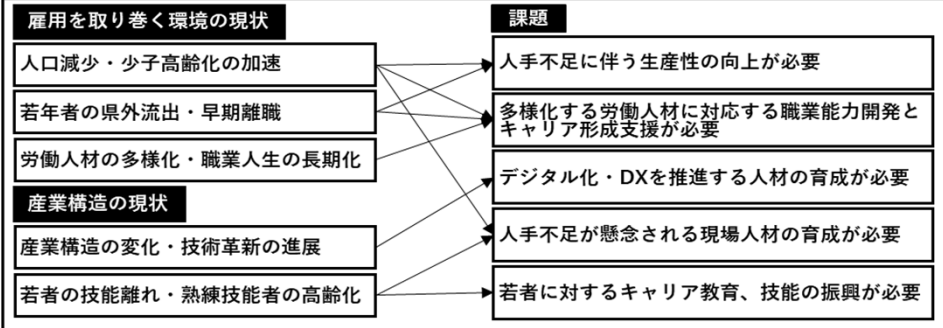 雇用を取り巻く環境の現状
人口減少・少子高齢化の加速
若年者の県外流出・早期離職
労働人材の多様化・職業人生の長期化
産業構造の現状
産業構造の変化・技術革新の進展
若者の技能離れ・熟練技能者の高齢化
課題
人手不足に伴う生産性の向上が必要
多様化する労働人材に対応する職業能力開発と
キャリア形成支援が必要
デジタル化・DXを推進する人材の育成が必要
人手不足が懸念される現場人材の育成が必要
若者に対するキャリア教育、技能の振興が必要